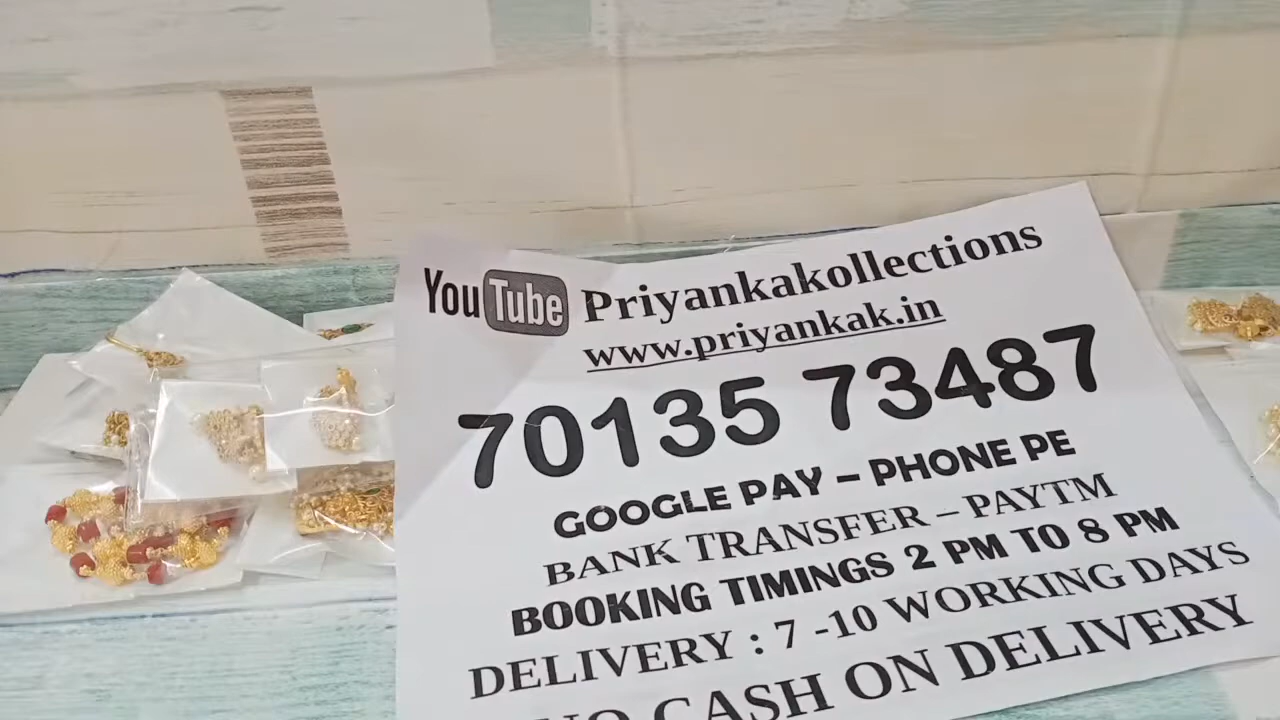 YouTube Priyankakollections
www.priyankak.in
70135 73487
GOOGLE PAY – PHONE PE
BANK TRANSFER – PAYTM
BOOKING TIMINGS 2 PM TO 8 PM
DELIVERY : 7 -10 WORKING DAYS
NO CASH ON DELIVERY